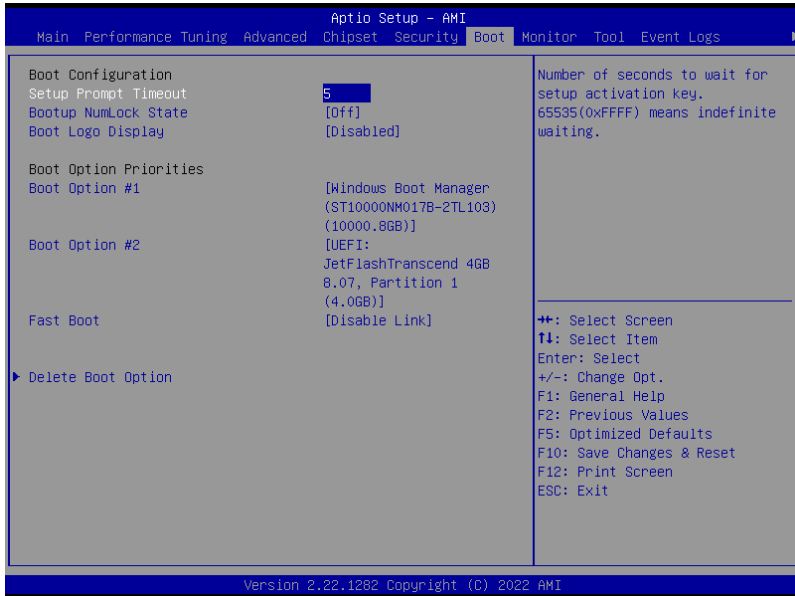 Aptio Setup – AMI
Main Performance Tuning Advanced Chipset Security Boot Monitor Tool Event Logs
Boot Configuration
Setup Prompt Timeout 5
Bootup NumLock State [Off]
Boot Logo Display [Disabled]
Boot Option Priorities
Boot Option #1 [Windows Boot Manager
(ST10000NM017B-2TL103)
(10000.8GB)]
Boot Option #2 [UEFI:
JetFlashTranscend 4GB
8.07, Partition 1
(4.0GB)]
Fast Boot [Disable Link]
Delete Boot Option
Number of seconds to wait for
setup activation key.
65535(0xFFFF) means indefinite
waiting.
→←: Select Screen
↑↓: Select Item
Enter: Select
+/-: Change Opt.
F1: General Help
F2: Previous Values
F5: Optimized Defaults
F10: Save Changes & Reset
F12: Print Screen
ESC: Exit
Version 2.22.1282 Copyright (C) 2022 AMI